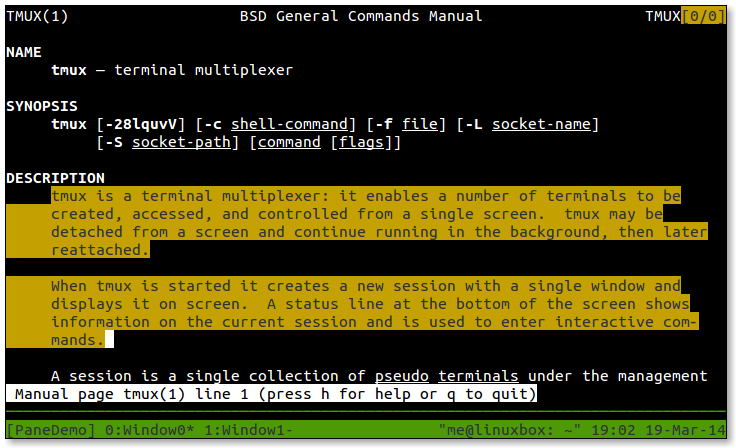 TMUX(1) BSD General Commands Manual TMUX[0/0]
NAME
tmux — terminal multiplexer
SYNOPSIS
tmux [-28lquvV] [-c shell-command] [-f file] [-L socket-name]
[-S socket-path] [command [flags]]
DESCRIPTION
tmux is a terminal multiplexer: it enables a number of terminals to be
created, accessed, and controlled from a single screen.  tmux may be
detached from a screen and continue running in the background, then later
reattached.
When tmux is started it creates a new session with a single window and
displays it on screen.  A status line at the bottom of the screen shows
information on the current session and is used to enter interactive com‐
mands.
A session is a single collection of pseudo terminals under the management
Manual page tmux(1) line 1 (press h for help or q to quit)
[PaneDemo] 0:Window0* 1:Window1- "me@linuxbox: ~" 19:02 19-Mar-14